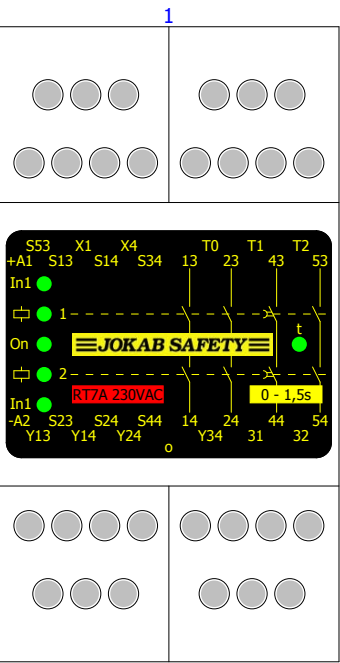 1
S53 X1 X4 T0 T1 T2
+A1 S13 S14 S34 13 23 43 53
In1
1
t
On JOKAB SAFETY
2
RT7A 230VAC 0 - 1,5s
In1
-A2 S23 S24 S44 14 24 44 54
Y13 Y14 Y24 Y34 31 32
o